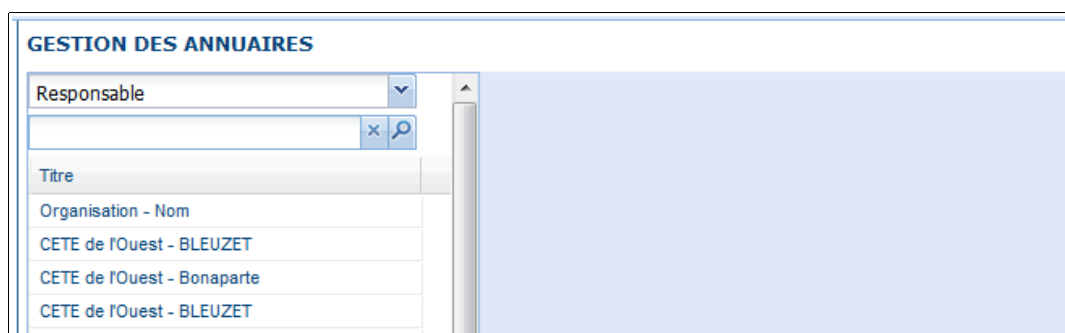 GESTION DES ANNUAIRES
Responsable
Titre
Organisation - Nom
CETE de l'Ouest - BLEUZET
CETE de l'Ouest - Bonaparte
CETE de l'Ouest - BLEUZET